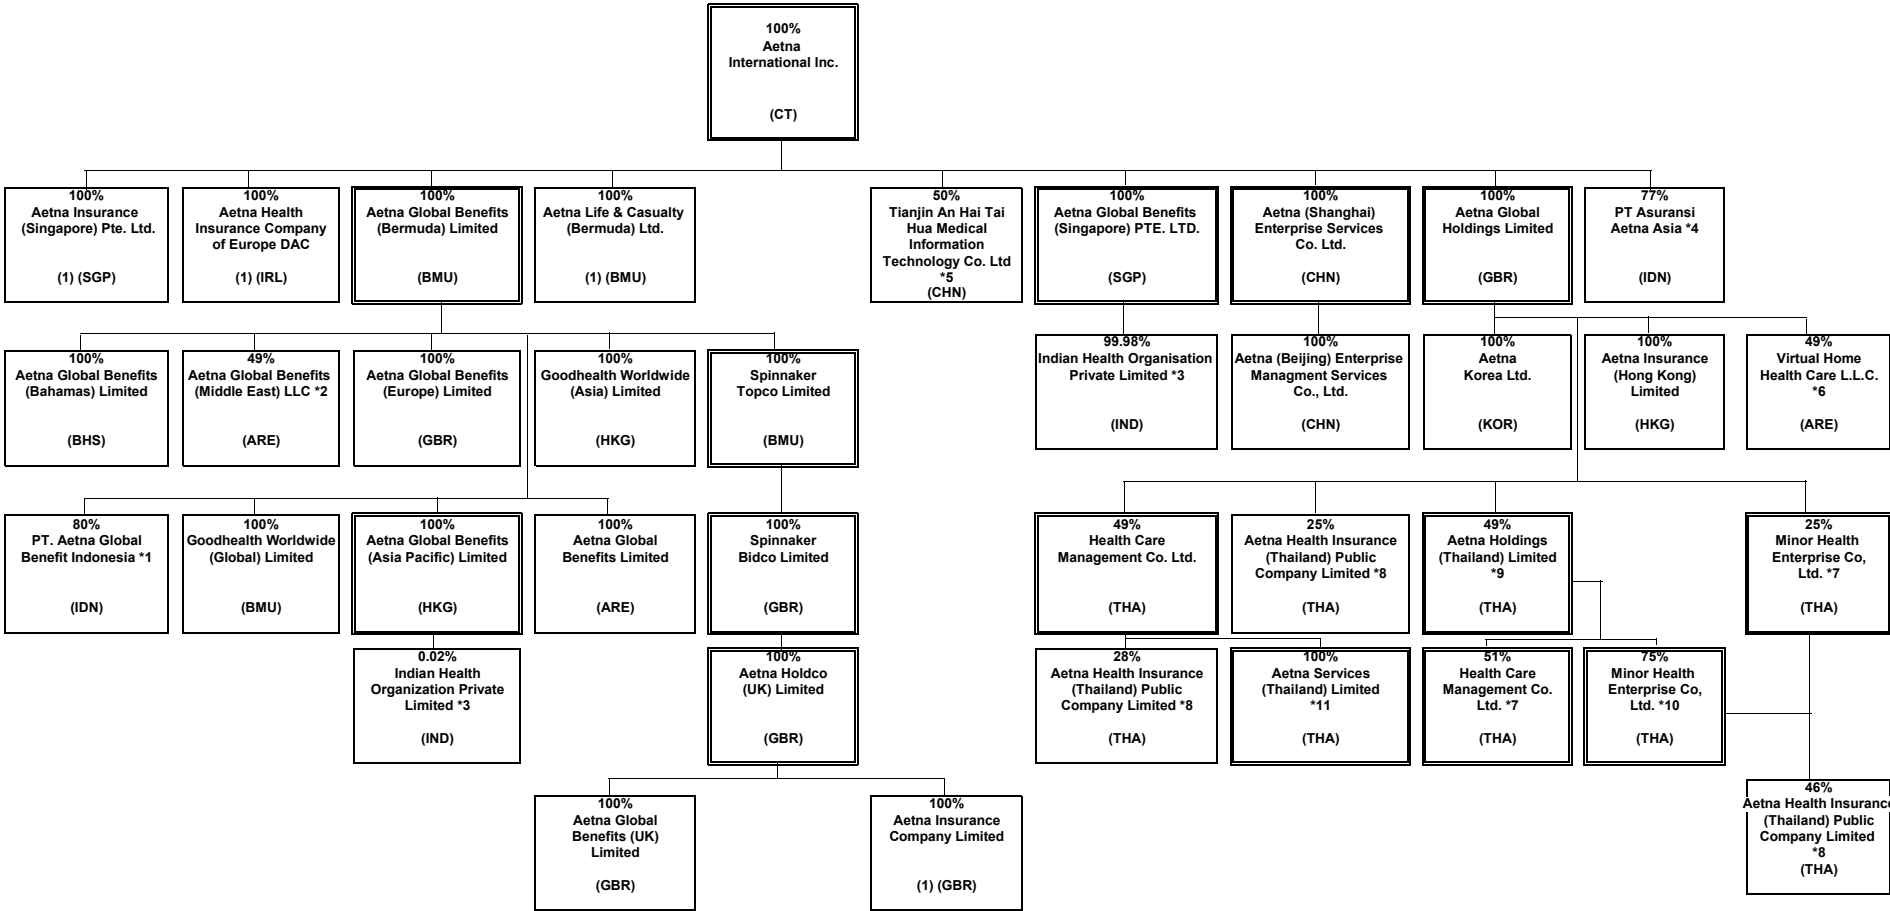 100%
Aetna
International Inc.
(CT)
100%
Aetna Insurance
(Singapore) Pte. Ltd.
(1) (SGP)
100%
Aetna Health
Insurance Company
of Europe DAC
(1) (IRL)
100%
Aetna Global Benefits
(Bermuda) Limited
(BMU)
100%
Aetna Life & Casualty
(Bermuda) Ltd.
(1) (BMU)
50%
Tianjin An Hai Tai
Hua Medical
Information
Technology Co. Ltd
*5
(CHN)
100%
Aetna Global Benefits
(Singapore) PTE. LTD.
(SGP)
100%
Aetna (Shanghai)
Enterprise Services
Co. Ltd.
(CHN)
100%
Aetna Global
Holdings Limited
(GBR)
77%
PT Asuransi
Aetna Asia *4
(IDN)
100%
Aetna Global Benefits
(Bahamas) Limited
(BHS)
49%
Aetna Global Benefits
(Middle East) LLC *2
(ARE)
100%
Aetna Global Benefits
(Europe) Limited
(GBR)
100%
Goodhealth Worldwide
(Asia) Limited
(HKG)
100%
Spinnaker
Topco Limited
(BMU)
99.98%
Indian Health Organisation
Private Limited *3
(IND)
100%
Aetna (Beijing) Enterprise
Managment Services
Co., Ltd.
(CHN)
100%
Aetna
Korea Ltd.
(KOR)
100%
Aetna Insurance
(Hong Kong)
Limited
(HKG)
49%
Virtual Home
Health Care L.L.C.
*6
(ARE)
80%
PT. Aetna Global
Benefit Indonesia *1
(IDN)
100%
Goodhealth Worldwide
(Global) Limited
(BMU)
100%
Aetna Global Benefits
(Asia Pacific) Limited
(HKG)
100%
Aetna Global
Benefits Limited
(ARE)
100%
Spinnaker
Bidco Limited
(GBR)
49%
Health Care
Management Co. Ltd.
(THA)
25%
Aetna Health Insurance
(Thailand) Public
Company Limited *8
(THA)
49%
Aetna Holdings
(Thailand) Limited
*9
(THA)
25%
Minor Health
Enterprise Co,
Ltd. *7
(THA)
0.02%
Indian Health
Organization Private
Limited *3
(IND)
100%
Aetna Holdco
(UK) Limited
(GBR)
28%
Aetna Health Insurance
(Thailand) Public
Company Limited *8
(THA)
100%
Aetna Services
(Thailand) Limited
*11
(THA)
51%
Health Care
Management Co.
Ltd. *7
(THA)
75%
Minor Health
Enterprise Co,
Ltd. *10
(THA)
100%
Aetna Global
Benefits (UK)
Limited
(GBR)
100%
Aetna Insurance
Company Limited
(1) (GBR)
46%
Aetna Health Insurance
(Thailand) Public
Company Limited
*8
(THA)